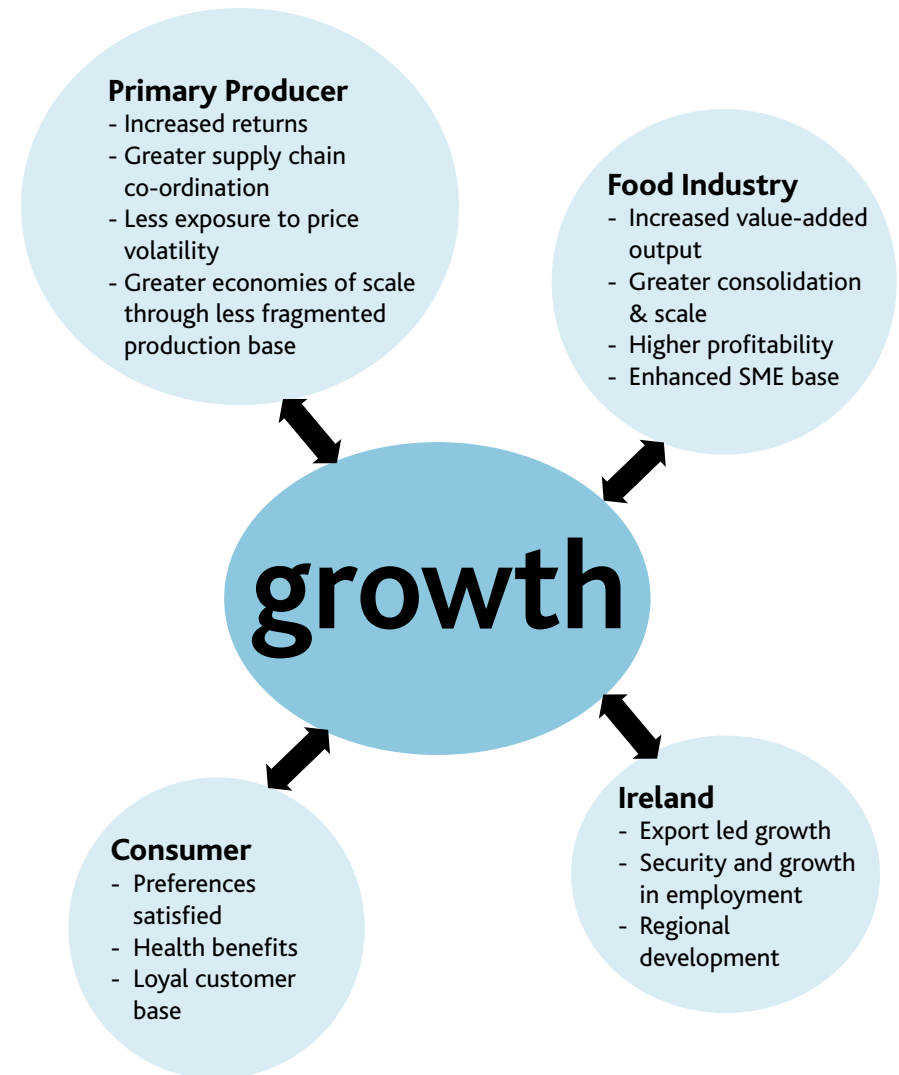 Primary Producer
- Increased returns
- Greater supply chain
co-ordination
- Less exposure to price
volatility
- Greater economies of scale
through less fragmented
production base
Food Industry
- Increased value-added
output
- Greater consolidation
& scale
- Higher profitability
- Enhanced SME base
growth
Consumer
- Preferences
satisfied
- Health benefits
- Loyal customer
base
Ireland
- Export led growth
- Security and growth
in employment
- Regional
development